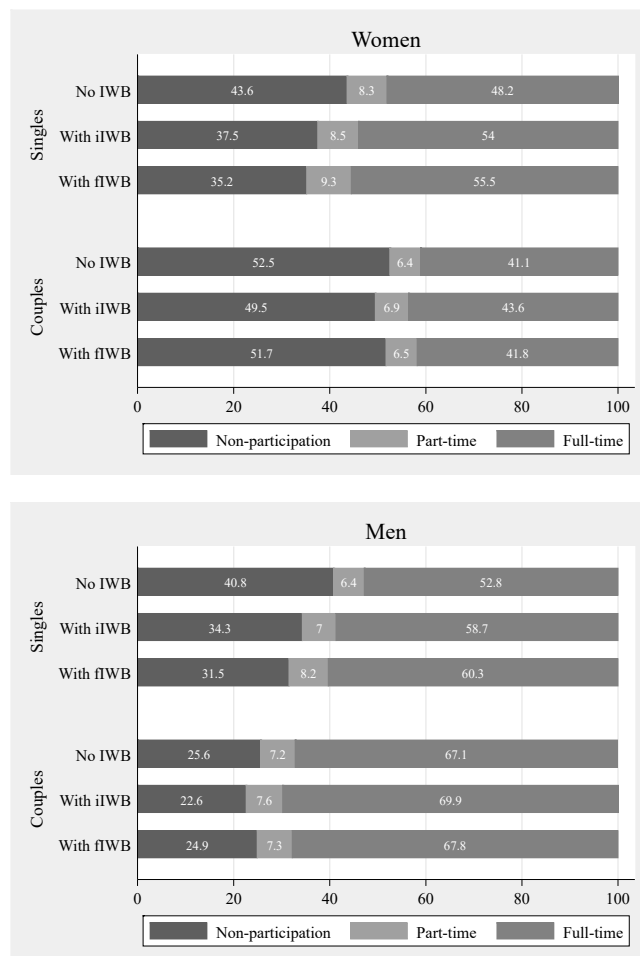 Women
Singles
No IWB 43.6 8.3 48.2
With iIWB 37.5 8.5 54
With fIWB 35.2 9.3 55.5
Couples
No IWB 52.5 6.4 41.1
With iIWB 49.5 6.9 43.6
With fIWB 51.7 6.5 41.8
0 20 40 60 80 100
Non-participation Part-time Full-time
Men
Singles
No IWB 40.8 6.4 52.8
With iIWB 34.3 7 58.7
With fIWB 31.5 8.2 60.3
Couples
No IWB 25.6 7.2 67.1
With iIWB 22.6 7.6 69.9
With fIWB 24.9 7.3 67.8
0 20 40 60 80 100
Non-participation Part-time Full-time